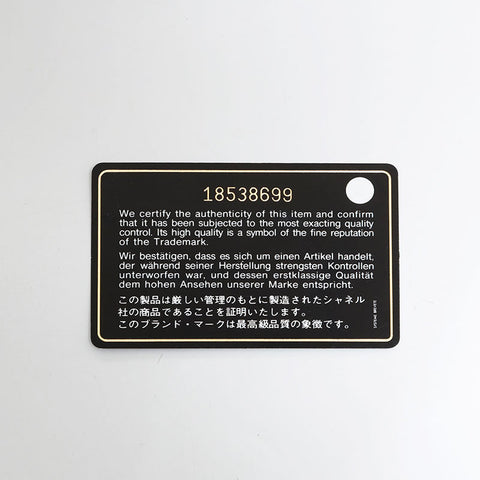 18538699
We certify the authenticity of this item and confirm
that it has been subjected to the most exacting quality
control. Its high quality is a symbol of the fine reputation
of the Trademark.
Wir bestätigen, dass es sich um einen Artikel handelt,
der während seiner Herstellung strengsten Kontrollen
unterworfen war, und dessen erstklassige Qualität
dem hohen Ansehen unserer Marke entspricht.
この製品は厳しい管理のもとに製造されたシャネル
社の商品であることを証明いたします。
このブランド・マークは最高級品質の象徴です。